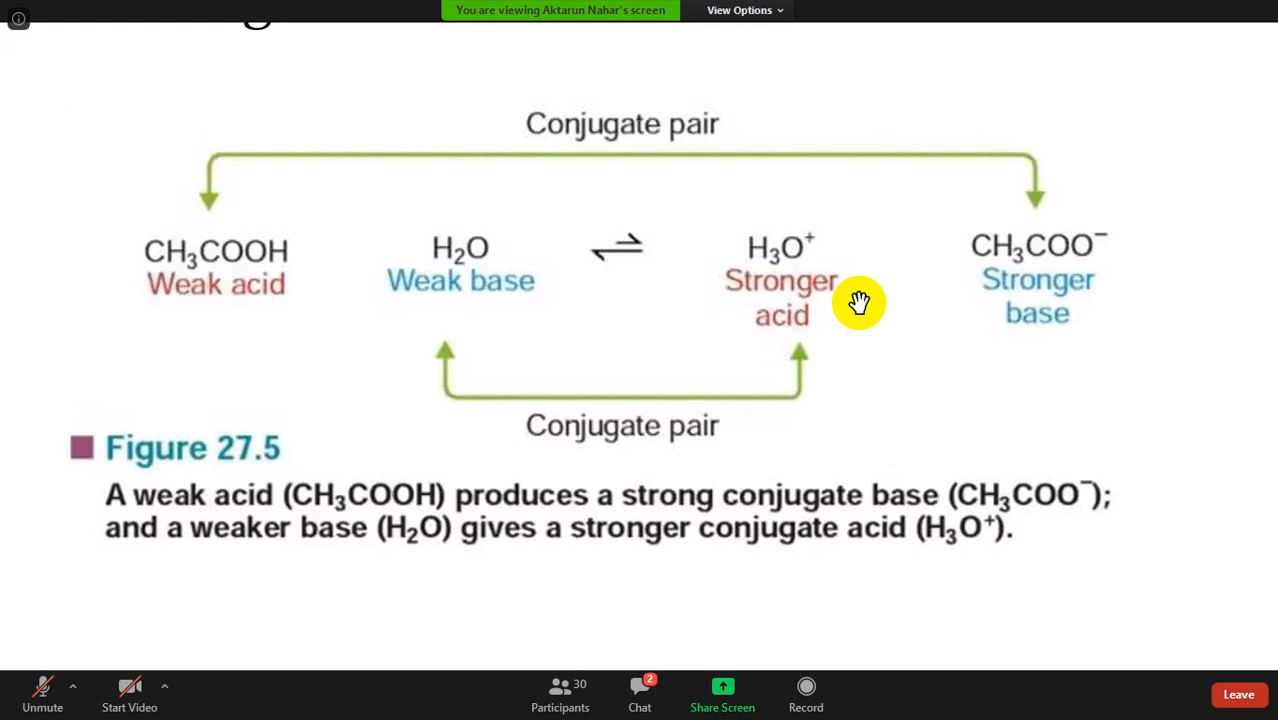 You are viewing Aktarun Nahar's screen
View Options
Conjugate pair
CH₃COOH H₂O ⇌ H₃O⁺ CH₃COO⁻
Weak acid Weak base Stronger acid Stronger base
Conjugate pair
Figure 27.5
A weak acid (CH₃COOH) produces a strong conjugate base (CH₃COO⁻);
and a weaker base (H₂O) gives a stronger conjugate acid (H₃O⁺).
30
2
Unmute
Start Video
Participants
Chat
Share Screen
Record
Leave